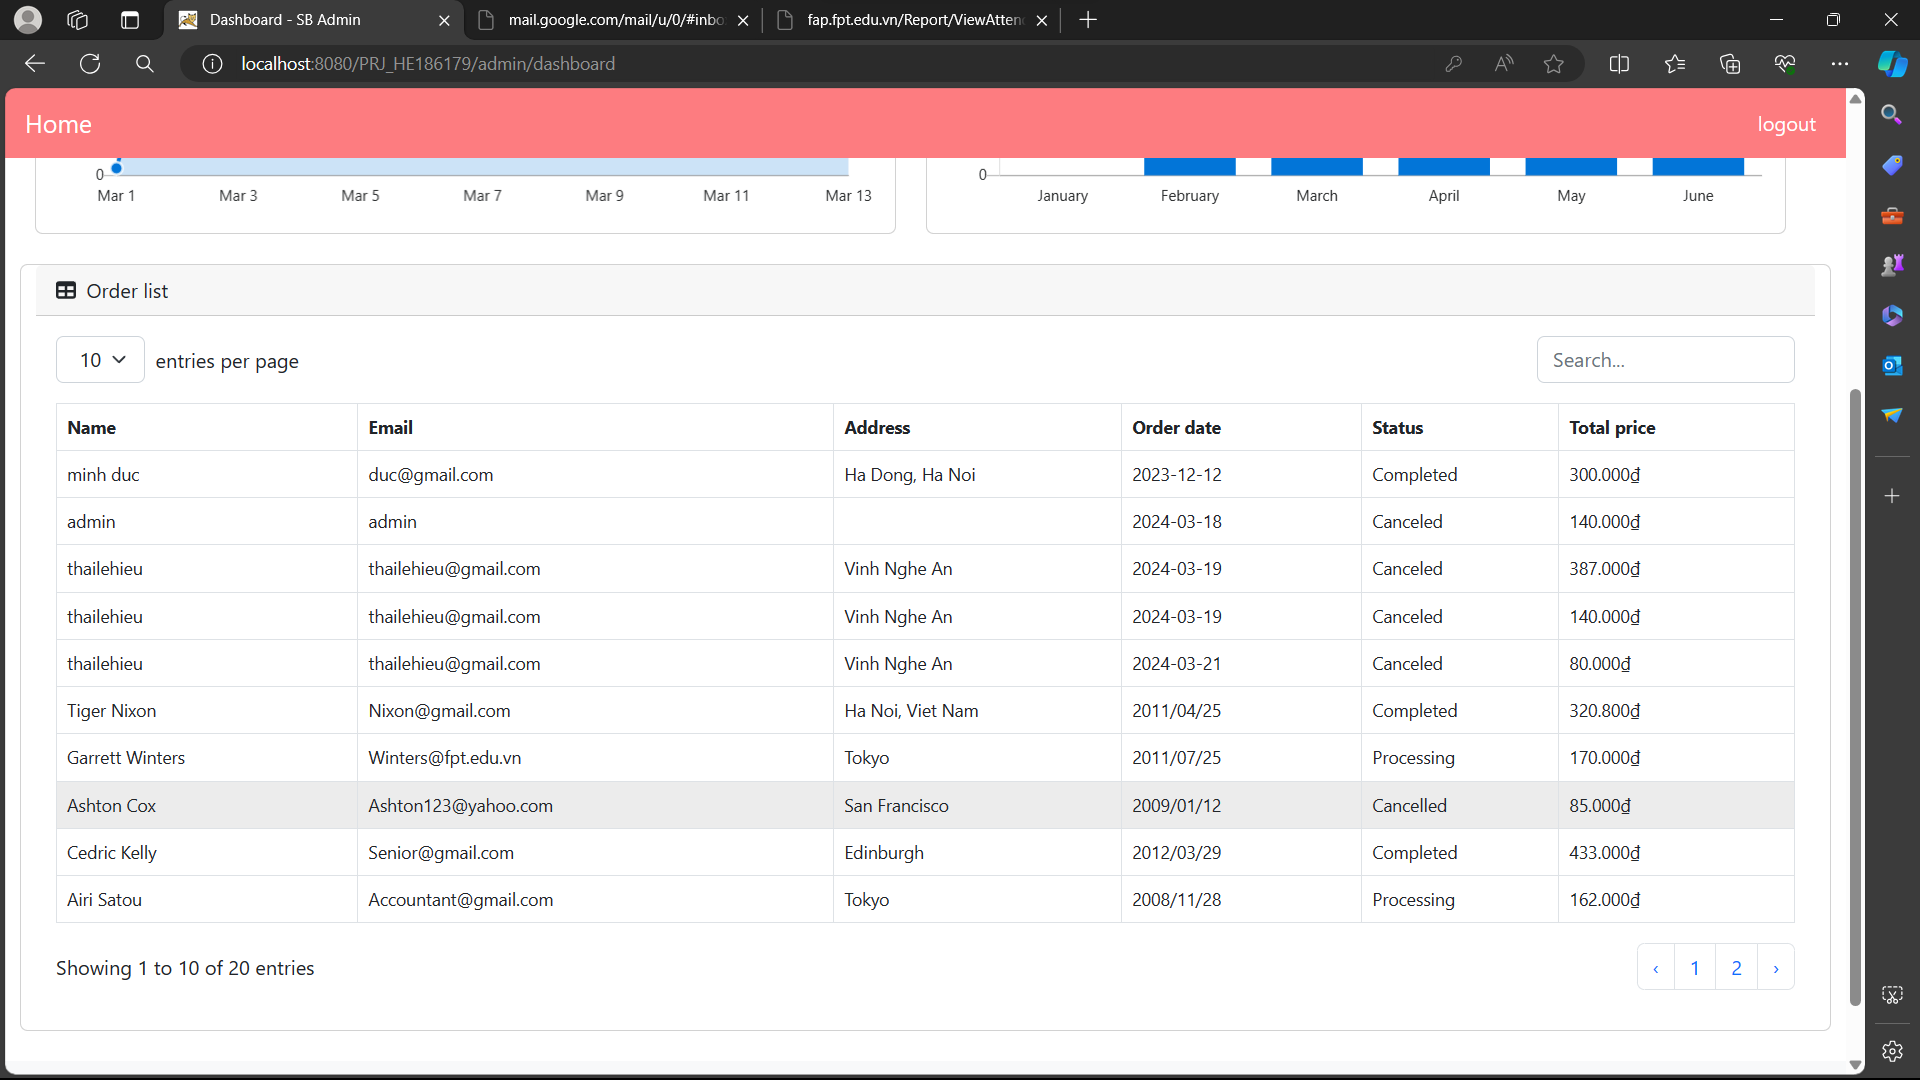 Dashboard - SB Admin
mail.google.com/mail/u/0/#inbo
fap.fpt.edu.vn/Report/ViewAtten
localhost:8080/PRJ_HE186179/admin/dashboard
Home
logout
0
Mar 1 Mar 3 Mar 5 Mar 7 Mar 9 Mar 11 Mar 13
0
January February March April May June
Order list
10 entries per page
Search...
Name Email Address Order date Status Total price
minh duc duc@gmail.com Ha Dong, Ha Noi 2023-12-12 Completed 300.000₫
admin admin 2024-03-18 Canceled 140.000₫
thailehieu thailehieu@gmail.com Vinh Nghe An 2024-03-19 Canceled 387.000₫
thailehieu thailehieu@gmail.com Vinh Nghe An 2024-03-19 Canceled 140.000₫
thailehieu thailehieu@gmail.com Vinh Nghe An 2024-03-21 Canceled 80.000₫
Tiger Nixon Nixon@gmail.com Ha Noi, Viet Nam 2011/04/25 Completed 320.800₫
Garrett Winters Winters@fpt.edu.vn Tokyo 2011/07/25 Processing 170.000₫
Ashton Cox Ashton123@yahoo.com San Francisco 2009/01/12 Cancelled 85.000₫
Cedric Kelly Senior@gmail.com Edinburgh 2012/03/29 Completed 433.000₫
Airi Satou Accountant@gmail.com Tokyo 2008/11/28 Processing 162.000₫
Showing 1 to 10 of 20 entries
‹ 1 2 ›